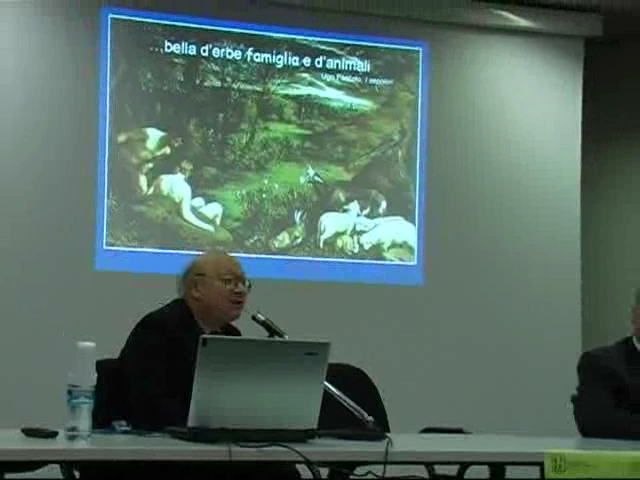 ...bella d'erbe famiglia e d'animali
Ugo Foscolo, I sepolcri